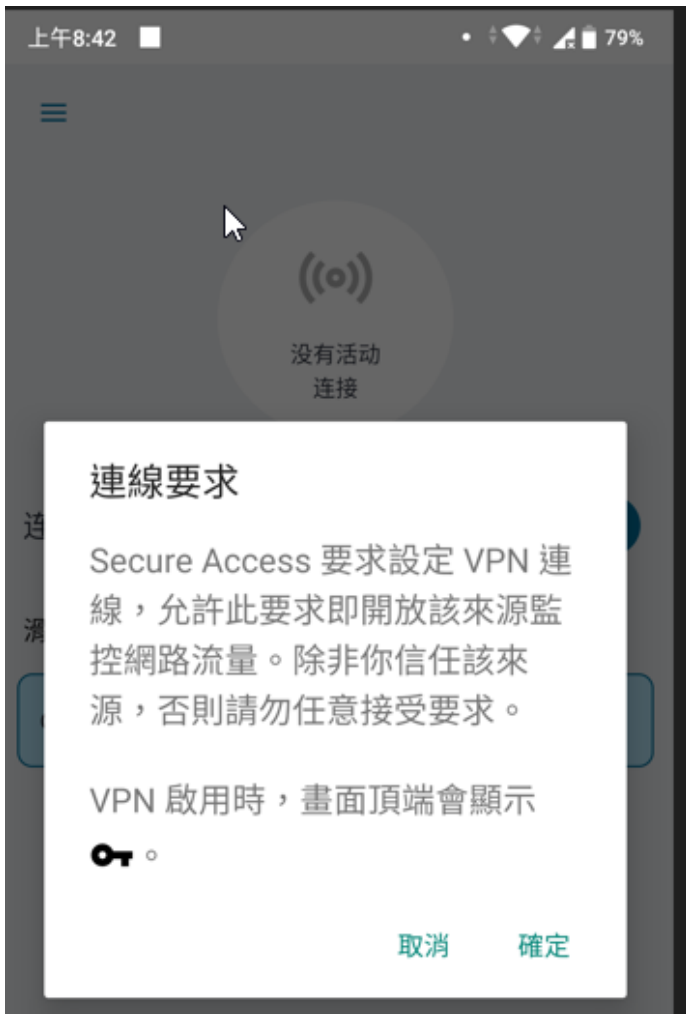 上午8:42
79%
没有活动
连接
連線要求
连
Secure Access 要求設定 VPN 連
線，允許此要求即開放該來源監
控網路流量。除非你信任該來
源，否則請勿任意接受要求。
VPN 啟用時，畫面頂端會顯示
。
取消
確定